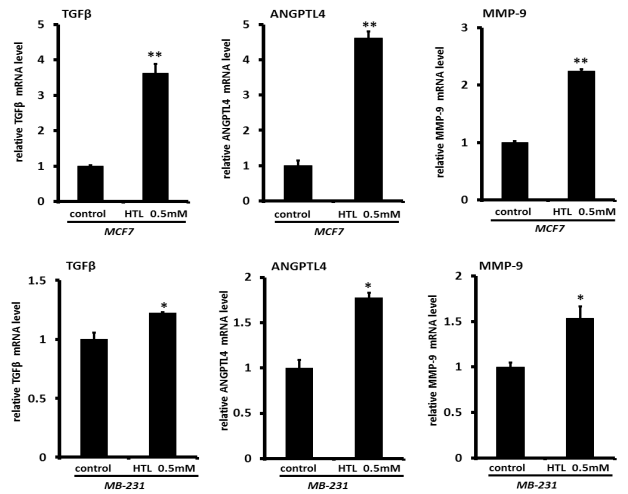 TGFβ
relative TGFβ mRNA level
5
4
3
2
1
0
**
control HTL 0.5mM
MCF7
ANGPTL4
relative ANGPTL4 mRNA level
5
4
3
2
1
0
**
control HTL 0.5mM
MCF7
MMP-9
relative MMP-9 mRNA level
3
2
1
0
**
control HTL 0.5mM
MCF7
TGFβ
relative TGFβ mRNA level
1.5
1
0.5
0
*
control HTL 0.5mM
MB-231
ANGPTL4
relative ANGPTL4 mRNA level
2
1.5
1
0.5
0
*
control HTL 0.5mM
MB-231
MMP-9
relative MMP-9 mRNA level
2
1.5
1
0.5
0
*
control HTL 0.5mM
MB-231